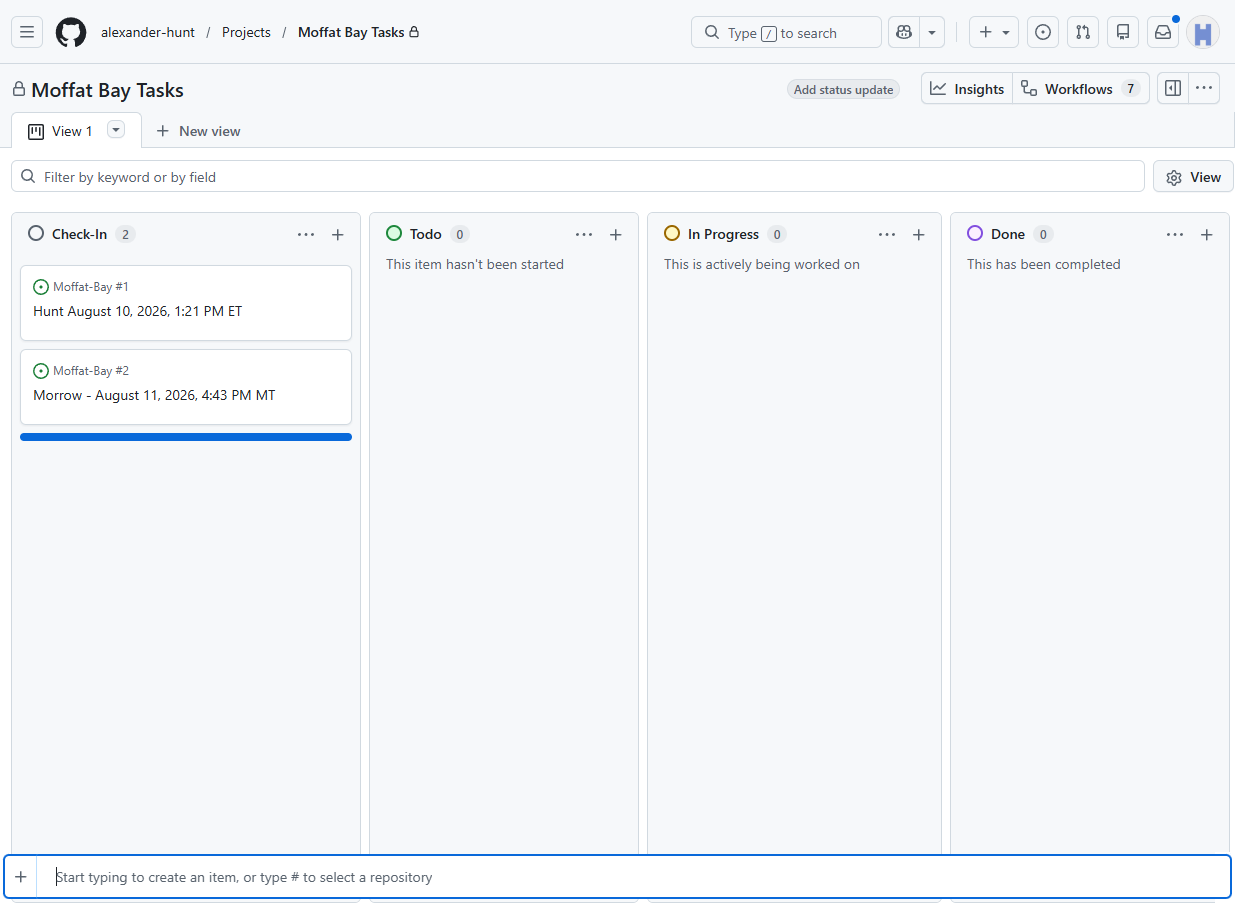 alexander-hunt / Projects / Moffat Bay Tasks
Type / to search
Moffat Bay Tasks
Add status update
Insights
Workflows 7
View 1
New view
Filter by keyword or by field
View
Check-In 2
Moffat-Bay #1
Hunt August 10, 2026, 1:21 PM ET
Moffat-Bay #2
Morrow - August 11, 2026, 4:43 PM MT
Todo 0
This item hasn't been started
In Progress 0
This is actively being worked on
Done 0
This has been completed
Start typing to create an item, or type # to select a repository